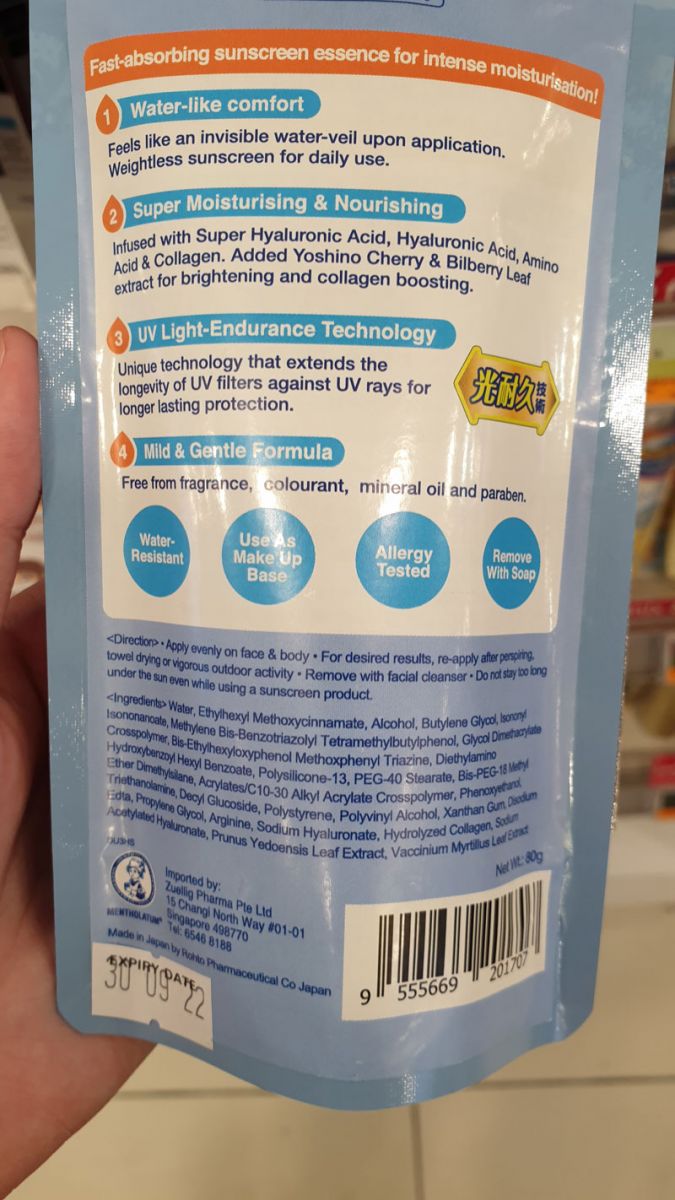 Fast-absorbing sunscreen essence for intense moisturisation!
1 Water-like comfort
Feels like an invisible water-veil upon application.
Weightless sunscreen for daily use.
2 Super Moisturising & Nourishing
Infused with Super Hyaluronic Acid, Hyaluronic Acid, Amino
Acid & Collagen. Added Yoshino Cherry & Bilberry Leaf
extract for brightening and collagen boosting.
3 UV Light-Endurance Technology
Unique technology that extends the
longevity of UV filters against UV rays for
longer lasting protection.
光耐久技術
4 Mild & Gentle Formula
Free from fragrance, colourant, mineral oil and paraben.
Water-
Resistant
Use As
Make Up
Base
Allergy
Tested
Remove
With Soap
<Direction> • Apply evenly on face & body • For desired results, re-apply after perspiring,
towel drying or vigorous outdoor activity • Remove with facial cleanser • Do not stay too long
under the sun even while using a sunscreen product.
<Ingredients> Water, Ethylhexyl Methoxycinnamate, Alcohol, Butylene Glycol, Isononyl
Isononanoate, Methylene Bis-Benzotriazolyl Tetramethylbutylphenol, Glycol Dimethacrylate
Crosspolymer, Bis-Ethylhexyloxyphenol Methoxphenyl Triazine, Diethylamino
Hydroxybenzoyl Hexyl Benzoate, Polysilicone-13, PEG-40 Stearate, Bis-PEG-18 Methyl
Ether Dimethylsilane, Acrylates/C10-30 Alkyl Acrylate Crosspolymer, Phenoxyethanol,
Triethanolamine, Decyl Glucoside, Polystyrene, Polyvinyl Alcohol, Xanthan Gum, Disodium
Edta, Propylene Glycol, Arginine, Sodium Hyaluronate, Hydrolyzed Collagen, Sodium
Acetylated Hyaluronate, Prunus Yedoensis Leaf Extract, Vaccinium Myrtillus Leaf Extract
Net Wt.: 80g
MENTHOLATUM
Imported by:
Zuellig Pharma Pte Ltd
15 Changi North Way #01-01
Singapore 498770
Tel: 6546 8188
Made in Japan by Rohto Pharmaceutical Co Japan
EXPIRY DATE
30 09 22
9 555669 201707